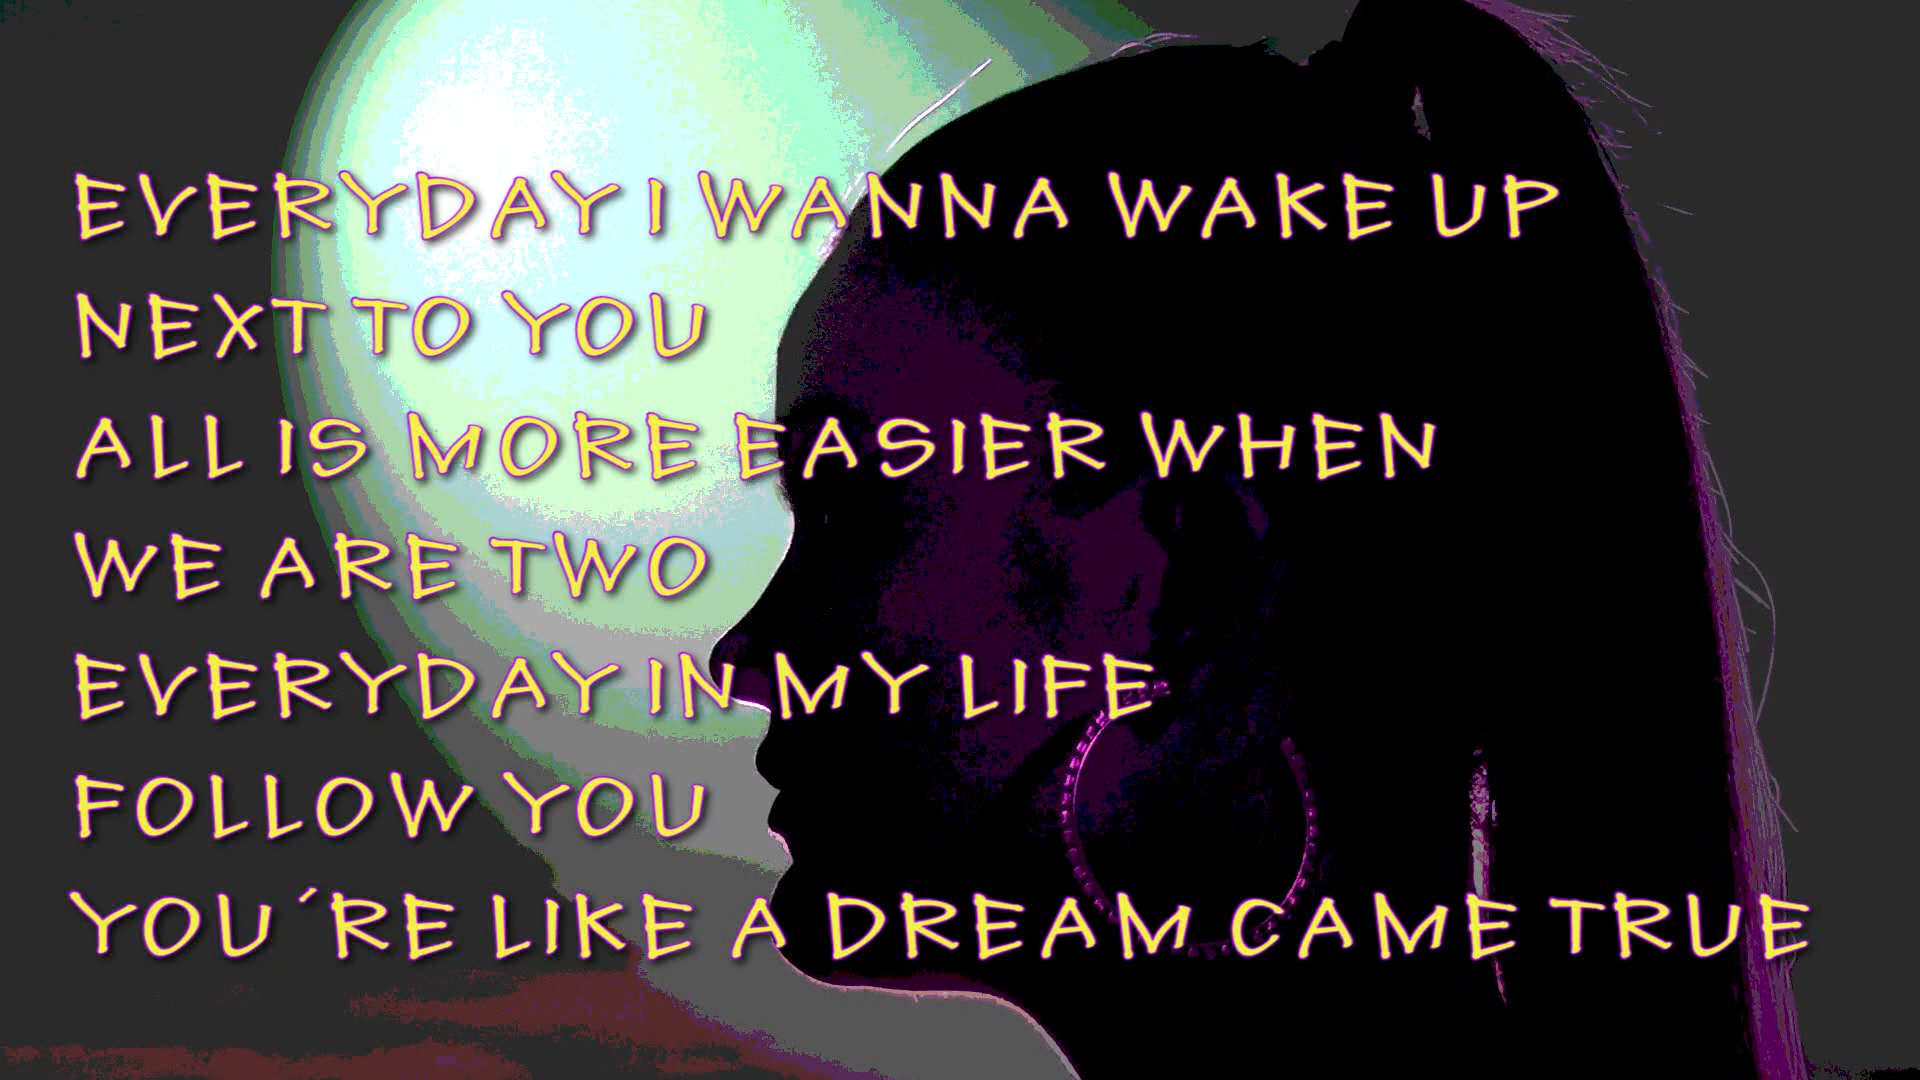 EVERYDAY I WANNA WAKE UP
NEXT TO YOU
ALL IS MORE EASIER WHEN
WE ARE TWO
EVERYDAY IN MY LIFE
FOLLOW YOU
YOU´RE LIKE A DREAM CAME TRUE